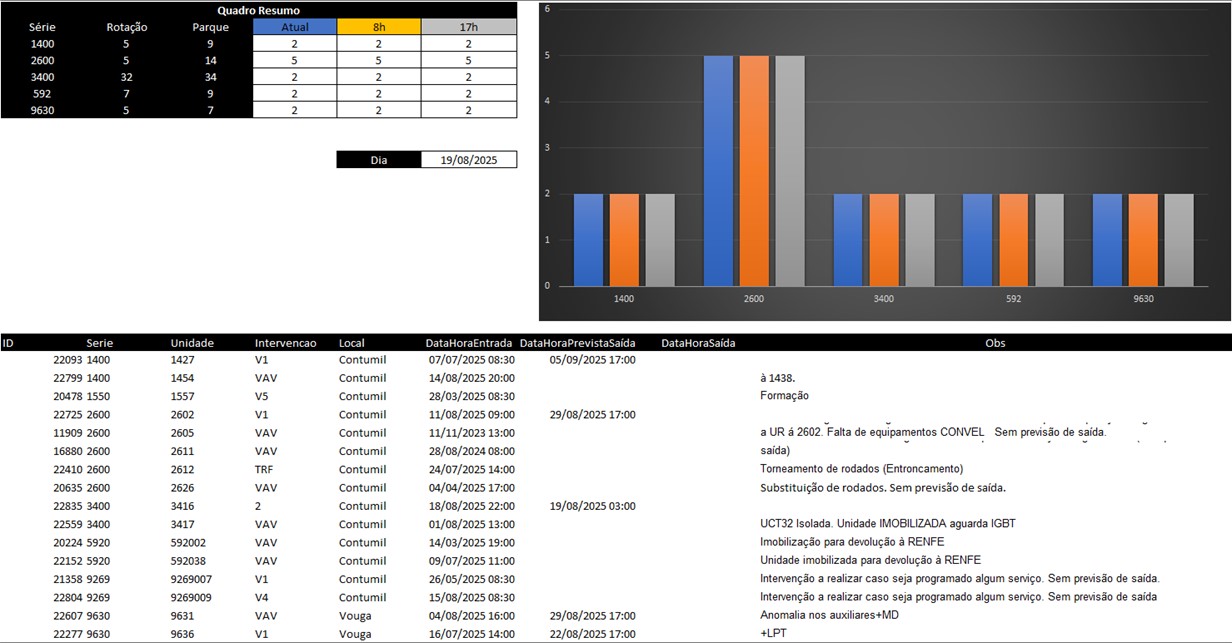 Quadro Resumo
Série Rotação Parque Atual 8h 17h
1400 5 9 2 2 2
2600 5 14 5 5 5
3400 32 34 2 2 2
592 7 9 2 2 2
9630 5 7 2 2 2
Dia 19/08/2025
6
5
4
3
2
1
0
1400 2600 3400 592 9630
ID Serie Unidade Intervencao Local DataHoraEntrada DataHoraPrevistaSaída DataHoraSaída Obs
22093 1400 1427 V1 Contumil 07/07/2025 08:30 05/09/2025 17:00
22799 1400 1454 VAV Contumil 14/08/2025 20:00 à 1438.
20478 1550 1557 V5 Contumil 28/03/2025 08:30 Formação
22725 2600 2602 V1 Contumil 11/08/2025 09:00 29/08/2025 17:00
11909 2600 2605 VAV Contumil 11/11/2023 13:00 a UR á 2602. Falta de equipamentos CONVEL Sem previsão de saída.
16880 2600 2611 VAV Contumil 28/08/2024 08:00 saída)
22410 2600 2612 TRF Contumil 24/07/2025 14:00 Torneamento de rodados (Entroncamento)
20635 2600 2626 VAV Contumil 04/04/2025 17:00 Substituição de rodados. Sem previsão de saída.
22835 3400 3416 2 Contumil 18/08/2025 22:00 19/08/2025 03:00
22559 3400 3417 VAV Contumil 01/08/2025 13:00 UCT32 Isolada. Unidade IMOBILIZADA aguarda IGBT
20224 5920 592002 VAV Contumil 14/03/2025 19:00 Imobilização para devolução à RENFE
22152 5920 592038 VAV Contumil 09/07/2025 11:00 Unidade imobilizada para devolução à RENFE
21358 9269 9269007 V1 Contumil 26/05/2025 08:30 Intervenção a realizar caso seja programado algum serviço. Sem previsão de saída.
22804 9269 9269009 V4 Contumil 15/08/2025 08:30 Intervenção a realizar caso seja programado algum serviço. Sem previsão de saída
22607 9630 9631 VAV Vouga 04/08/2025 16:00 29/08/2025 17:00 Anomalia nos auxiliares+MD
22277 9630 9636 V1 Vouga 16/07/2025 14:00 22/08/2025 17:00 +LPT